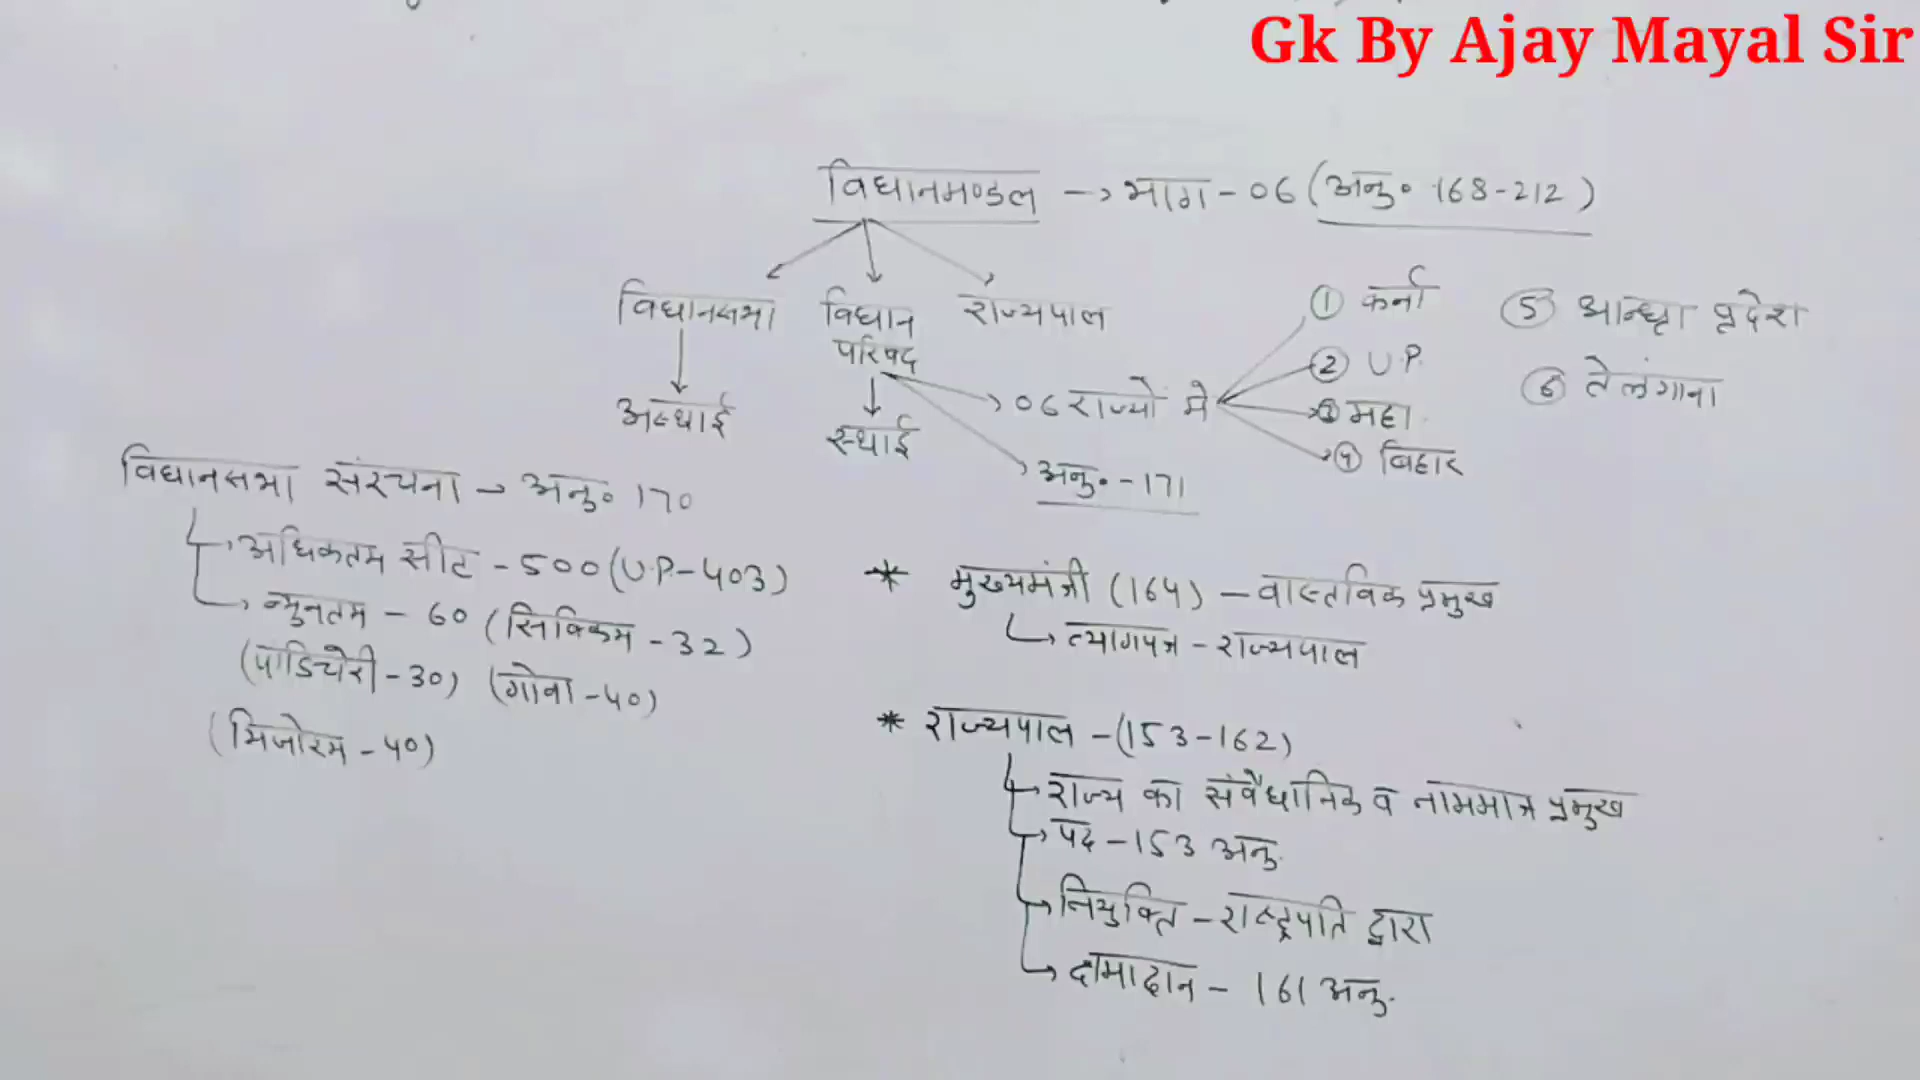 Gk By Ajay Mayal Sir
विधानमण्डल → भाग - 06 (अनु॰ 168-212)
विधानसभा विधान परिषद राज्यपाल
अस्थाई
स्थाई
→ 06 राज्यों मे
① कर्ना
② U.P.
③ महा.
④ बिहार
⑤ आन्ध्रा प्रदेश
⑥ तेलंगाना
अनु॰ - 171
विधानसभा संरचना → अनु॰ 170
→ अधिकतम सीट - 500 (U.P - 403)
→ न्युनतम - 60 (सिक्किम - 32)
(पांडिचेरी - 30) (गोवा - 40)
(मिजोरम - 40)
* मुख्यमंत्री (164) - वास्तविक प्रमुख
→ त्यागपत्र - राज्यपाल
* राज्यपाल - (153-162)
→ राज्य का संवैधानिक व नाममात्र प्रमुख
→ पद - 153 अनु.
→ नियुक्ति - राष्ट्रपति द्वारा
→ क्षमादान - 161 अनु.